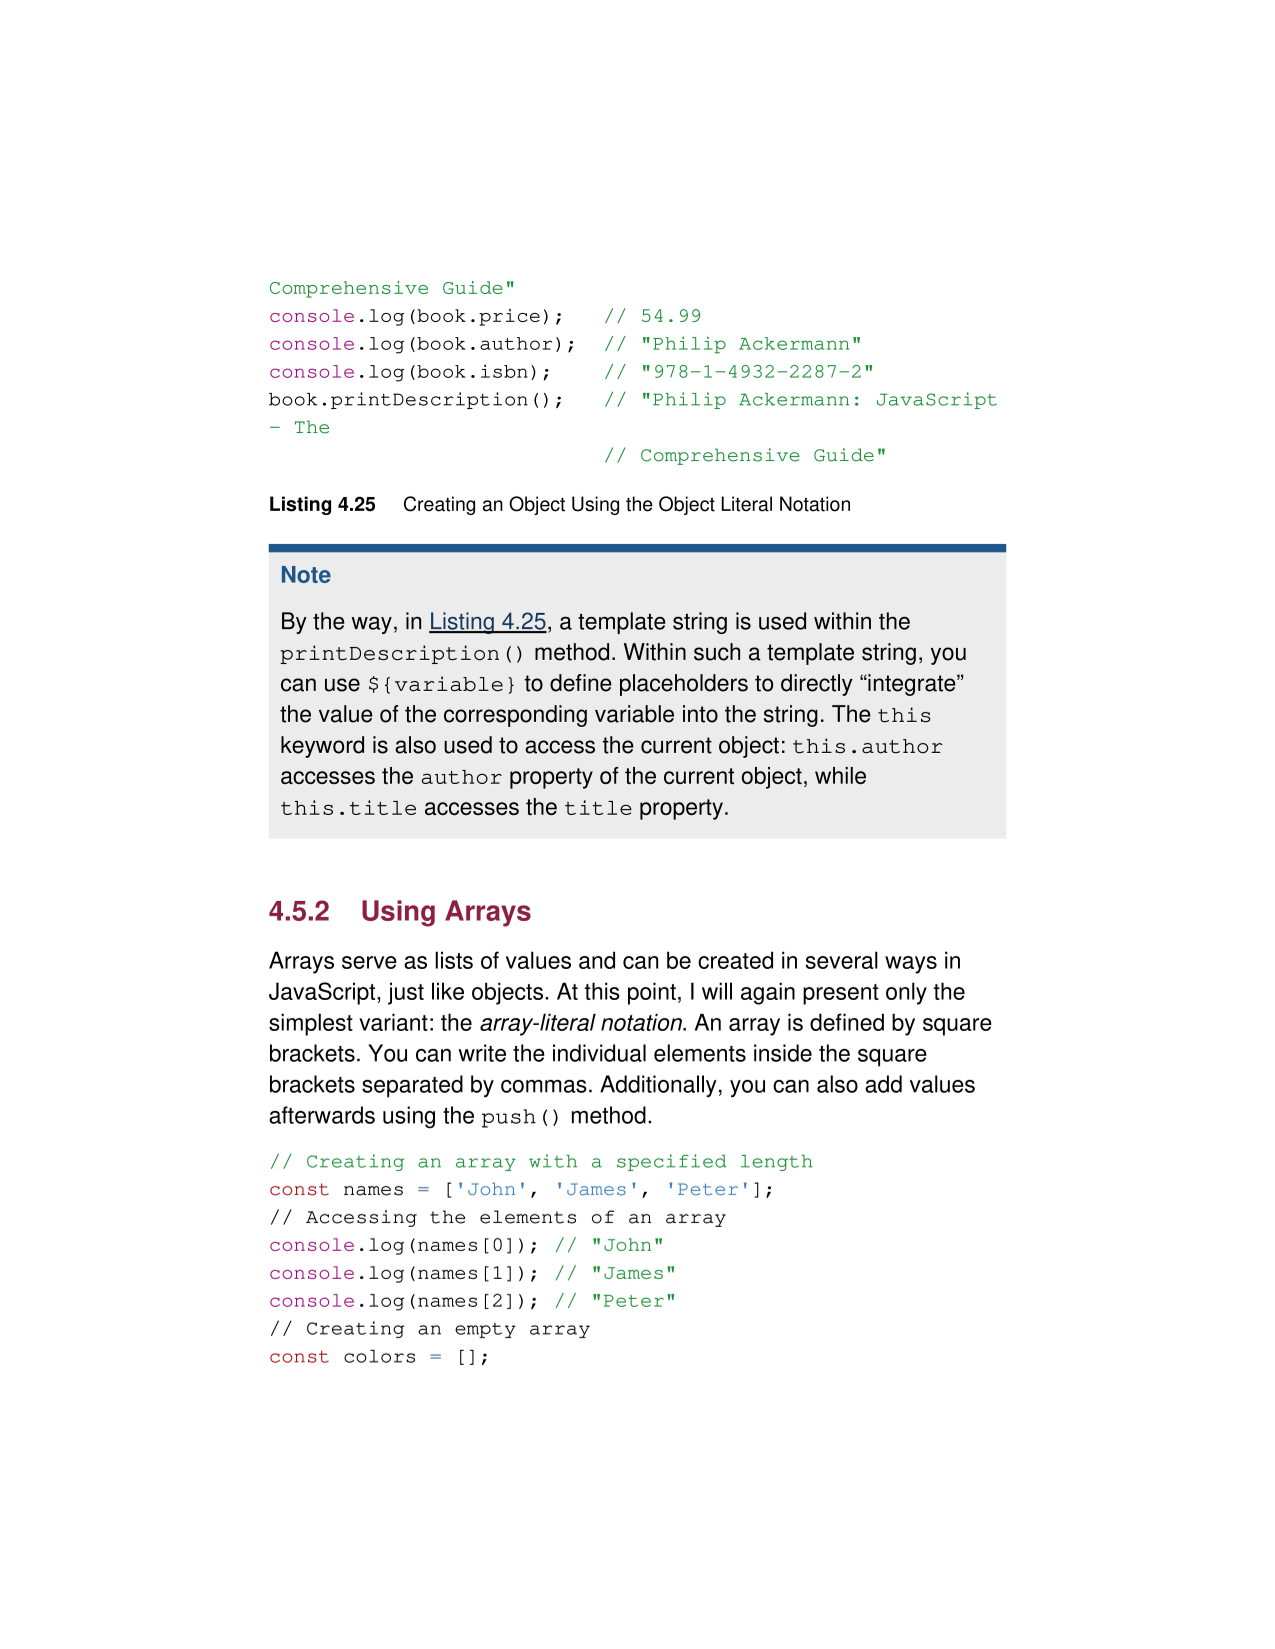 Comprehensive Guide"
console.log(book.price);   // 54.99
console.log(book.author);  // "Philip Ackermann"
console.log(book.isbn);    // "978-1-4932-2287-2"
book.printDescription();   // "Philip Ackermann: JavaScript
- The
                           // Comprehensive Guide"
Listing 4.25 Creating an Object Using the Object Literal Notation
Note
By the way, in Listing 4.25, a template string is used within the
printDescription() method. Within such a template string, you
can use ${variable} to define placeholders to directly “integrate”
the value of the corresponding variable into the string. The this
keyword is also used to access the current object: this.author
accesses the author property of the current object, while
this.title accesses the title property.
4.5.2 Using Arrays
Arrays serve as lists of values and can be created in several ways in
JavaScript, just like objects. At this point, I will again present only the
simplest variant: the array-literal notation. An array is defined by square
brackets. You can write the individual elements inside the square
brackets separated by commas. Additionally, you can also add values
afterwards using the push() method.
// Creating an array with a specified length
const names = ['John', 'James', 'Peter'];
// Accessing the elements of an array
console.log(names[0]); // "John"
console.log(names[1]); // "James"
console.log(names[2]); // "Peter"
// Creating an empty array
const colors = [];